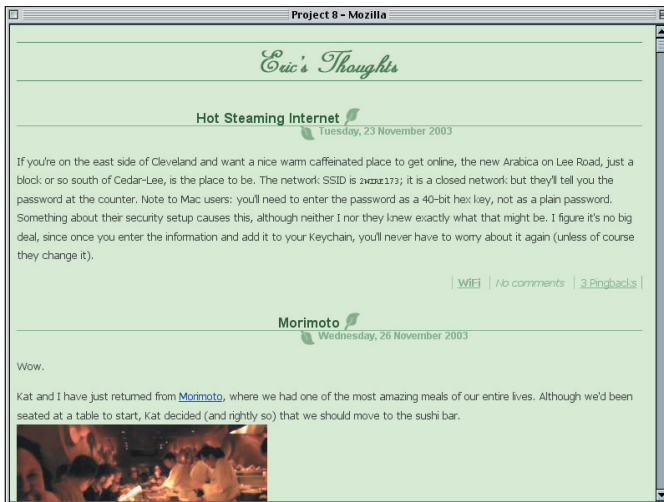 Project 8 - Mozilla
Eric's Thoughts
Hot Steaming Internet
Tuesday, 23 November 2003
If you're on the east side of Cleveland and want a nice warm caffeinated place to get online, the new Arabica on Lee Road, just a
block or so south of Cedar-Lee, is the place to be. The network SSID is 2WIRE173; it is a closed network but they'll tell you the
password at the counter. Note to Mac users: you'll need to enter the password as a 40-bit hex key, not as a plain password.
Something about their security setup causes this, although neither I nor they knew exactly what that might be. I figure it's no big
deal, since once you enter the information and add it to your Keychain, you'll never have to worry about it again (unless of course
they change it).
WiFi | No comments | 3 Pingbacks
Morimoto
Wednesday, 26 November 2003
Wow.
Kat and I have just returned from Morimoto, where we had one of the most amazing meals of our entire lives. Although we'd been
seated at a table to start, Kat decided (and rightly so) that we should move to the sushi bar.